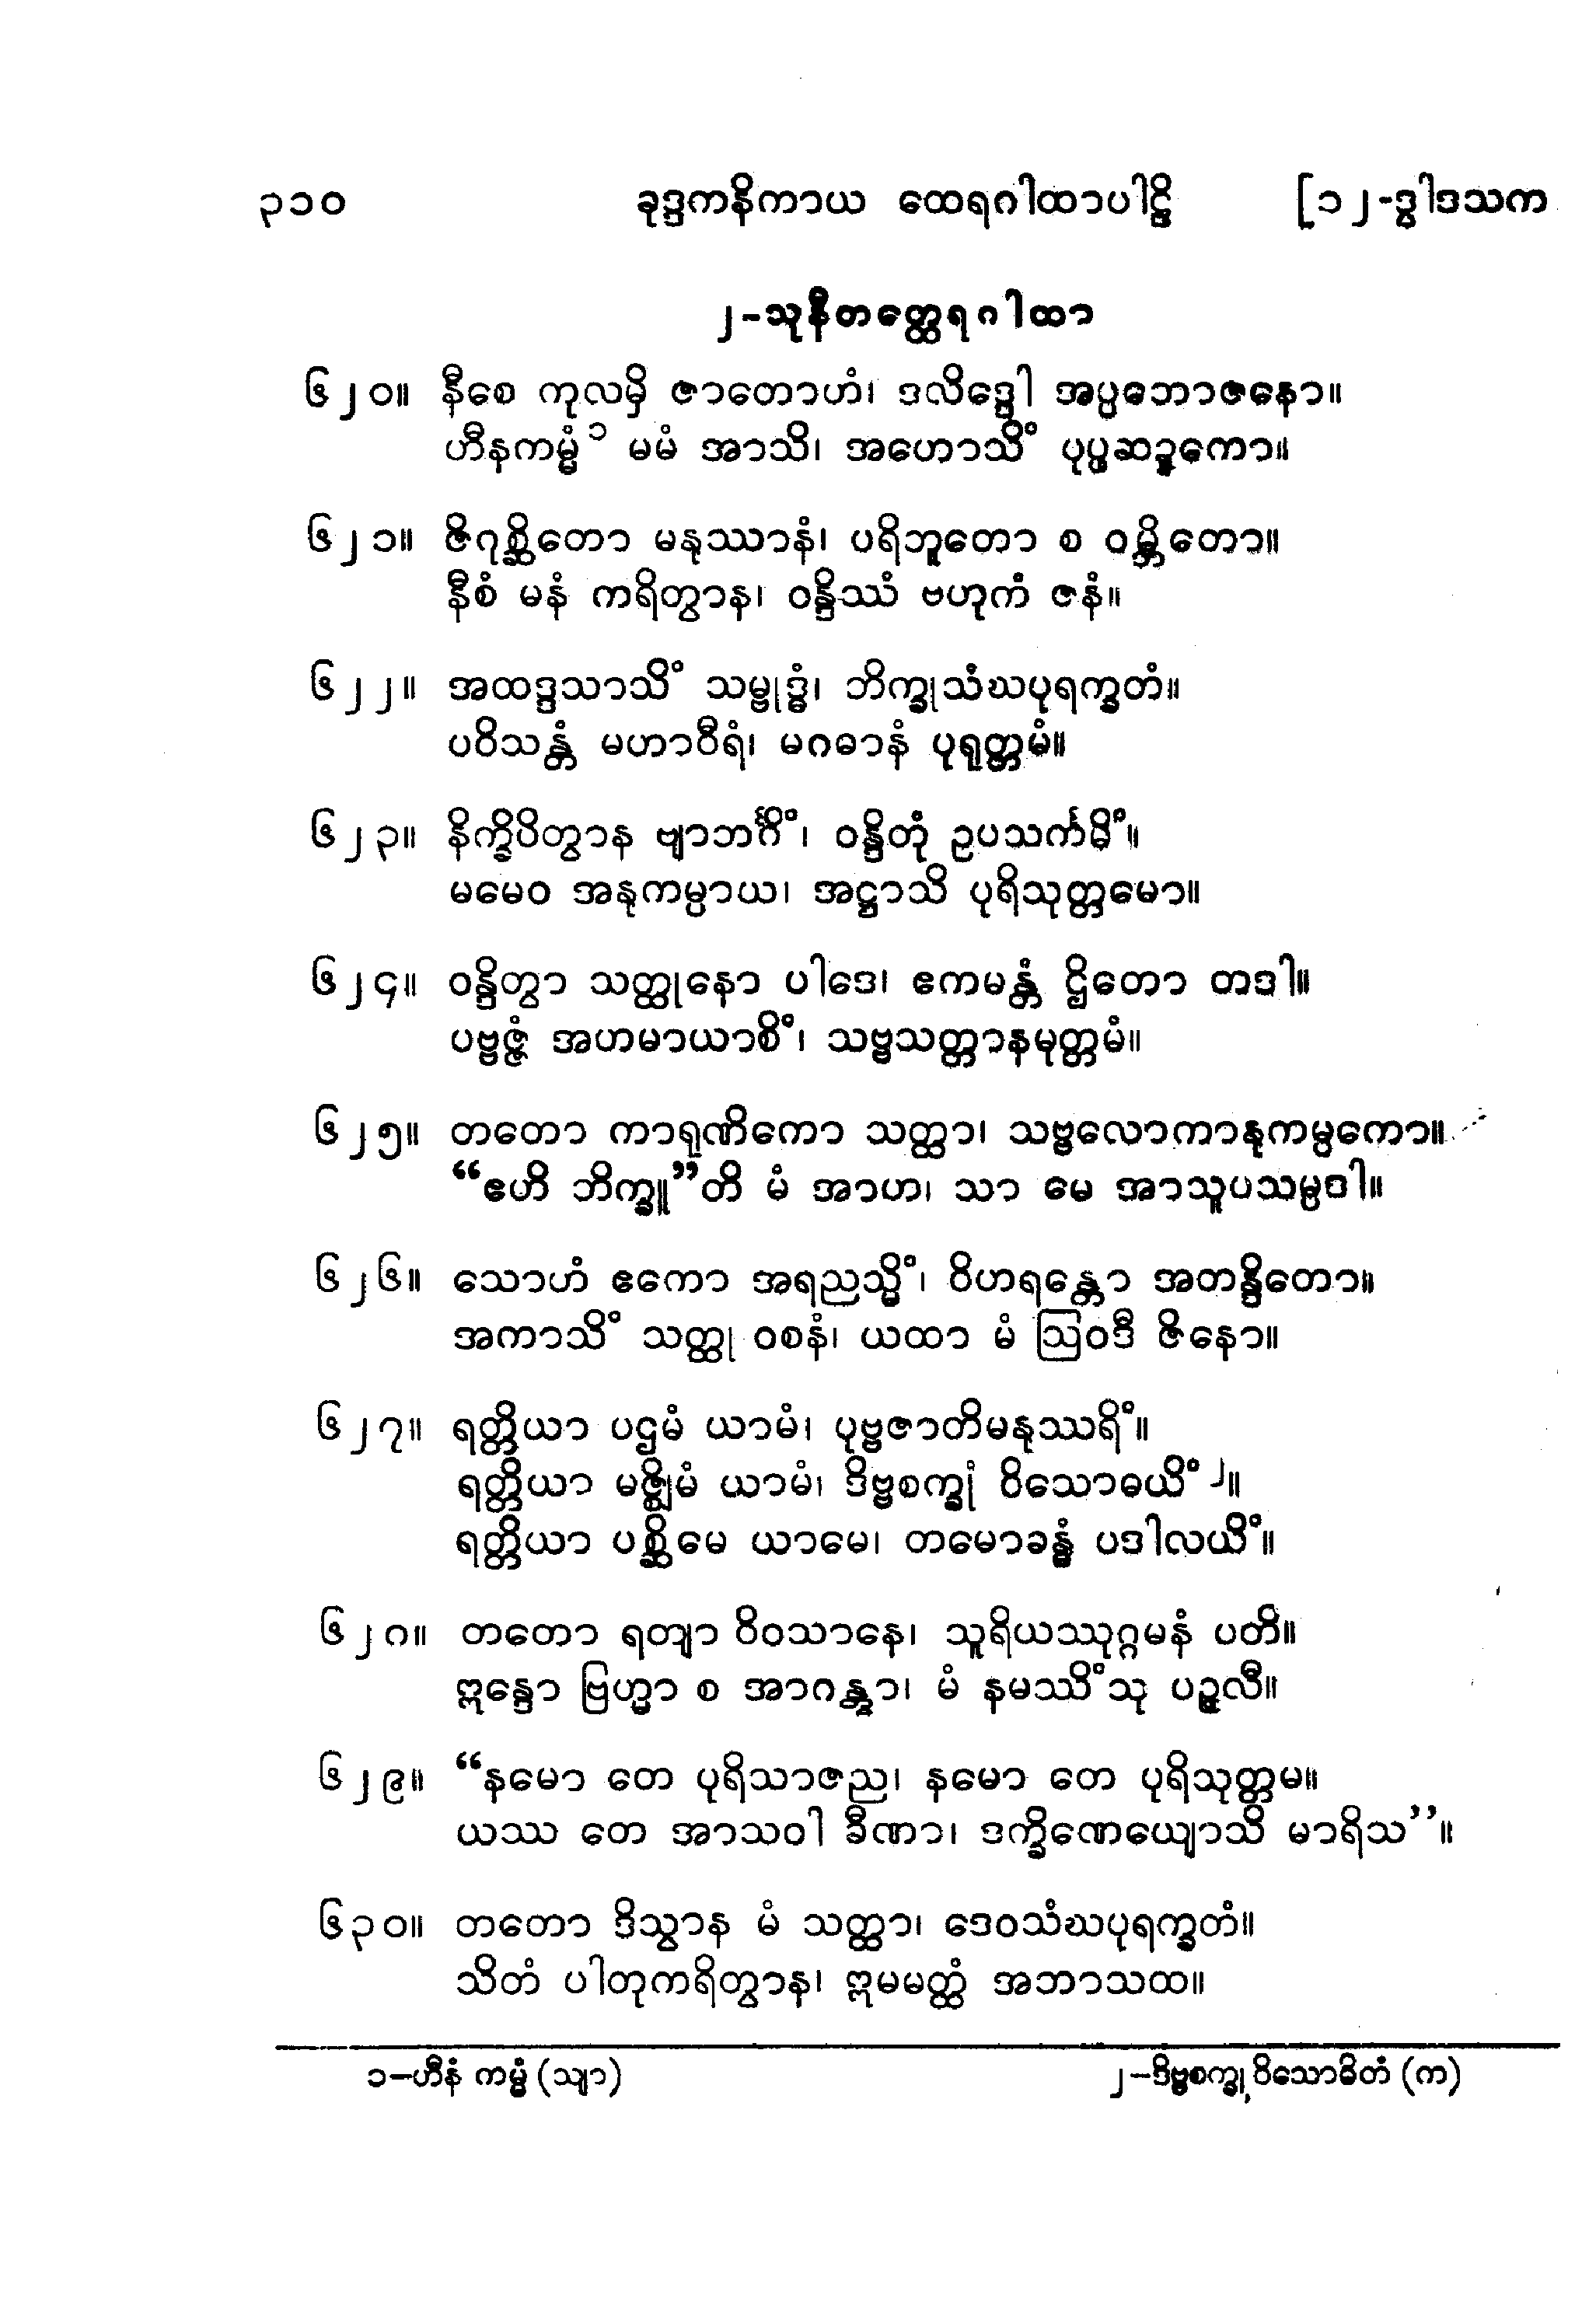 ၃၁၀ ခုဒ္ဒကနိကာယ ထေရဂါထာပါဠိ [၁၂-ဒွါဒသက
၂-သုနီတတ္ထေရဂါထာ
၆၂၀။ နီစေ ကုလမှိ ဇာတောဟံ၊ ဒလိဒ္ဒေါ အပ္ပဘောဇနော။
ဟီနကမ္မံ ၁ မမံ အာသိ၊ အဟောသိံ ပုပ္ဖဆဍ္ဍကော။
၆၂၁။ ဇိဂုစ္ဆိတော မနုဿာနံ၊ ပရိဘူတော စ ဝမ္ဘိတော။
နီစံ မနံ ကရိတွာန၊ ဝန္ဒိဿံ ဗဟုကံ ဇနံ။
၆၂၂။ အထဒ္ဒသာသိံ သမ္ဗုဒ္ဓံ၊ ဘိက္ခုသံဃပုရက္ခတံ။
ပဝိသန္တံ မဟာဝီရံ၊ မဂဓာနံ ပုရုတ္တမံ။
၆၂၃။ နိက္ခိပိတွာန ဗျာဘင်္ဂိံ၊ ဝန္ဒိတုံ ဥပသင်္ကမိံ။
မမေဝ အနုကမ္ပာယ၊ အဋ္ဌာသိ ပုရိသုတ္တမော။
၆၂၄။ ဝန္ဒိတွာ သတ္ထုနော ပါဒေ၊ ဧကမန္တံ ဌိတော တဒါ။
ပဗ္ဗဇ္ဇံ အဟမာယာစိံ၊ သဗ္ဗသတ္တာနမုတ္တမံ။
၆၂၅။ တတော ကာရုဏိကော သတ္ထာ၊ သဗ္ဗလောကာနုကမ္ပကော။
“ဧဟိ ဘိက္ခူ”တိ မံ အာဟ၊ သာ မေ အာသူပသမ္ပဒါ။
၆၂၆။ သောဟံ ဧကော အရညသ္မိံ၊ ဝိဟရန္တော အတန္ဒိတော။
အကာသိံ သတ္ထု ဝစနံ၊ ယထာ မံ ဩဝဒီ ဇိနော။
၆၂၇။ ရတ္တိယာ ပဌမံ ယာမံ၊ ပုဗ္ဗဇာတိမနုဿရိံ။
ရတ္တိယာ မဇ္ဈိမံ ယာမံ၊ ဒိဗ္ဗစက္ခုံ ဝိသောဓယိံ ၂။
ရတ္တိယာ ပစ္ဆိမေ ယာမေ၊ တမောခန္ဓံ ပဒါလယိံ။
၆၂၈။ တတော ရတျာ ဝိဝသာနေ၊ သူရိယဿုဂ္ဂမနံ ပတိ။
ဣန္ဒော ဗြဟ္မာ စ အာဂန္တွာ၊ မံ နမဿိံသု ပဉ္ဇလီ။
၆၂၉။ “နမော တေ ပုရိသာဇည၊ နမော တေ ပုရိသုတ္တမ။
ယဿ တေ အာသဝါ ခီဏာ၊ ဒက္ခိဏေယျောသိ မာရိသ”။
၆၃၀။ တတော ဒိသွာန မံ သတ္ထာ၊ ဒေဝသံဃပုရက္ခတံ။
သိတံ ပါတုကရိတွာန၊ ဣမမတ္ထံ အဘာသထ။
၁-ဟီနံ ကမ္မံ (သျာ) ၂-ဒိဗ္ဗစက္ခု ဝိသောဓိတံ (က)